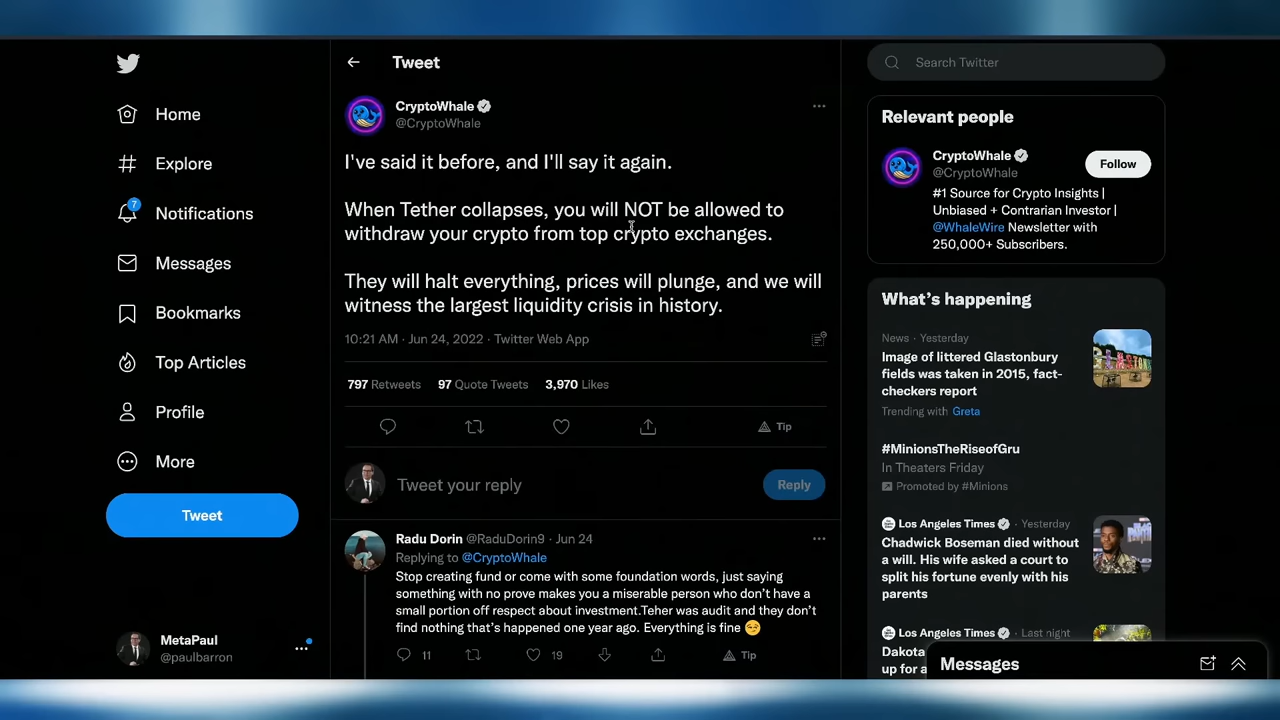 Home
Explore
7
Notifications
Messages
Bookmarks
Top Articles
Profile
More
Tweet
MetaPaul
@paulbarron
Tweet
CryptoWhale
@CryptoWhale
I've said it before, and I'll say it again.
When Tether collapses, you will NOT be allowed to
withdraw your crypto from top crypto exchanges.
They will halt everything, prices will plunge, and we will
witness the largest liquidity crisis in history.
10:21 AM · Jun 24, 2022 · Twitter Web App
797 Retweets 97 Quote Tweets 3,970 Likes
Tip
Tweet your reply
Reply
Radu Dorin @RaduDorin9 · Jun 24
Replying to @CryptoWhale
Stop creating fund or come with some foundation words, just saying
something with no prove makes you a miserable person who don't have a
small portion off respect about investment.Teher was audit and they don't
find nothing that's happened one year ago. Everything is fine 😒
11 19 Tip
Search Twitter
Relevant people
CryptoWhale
@CryptoWhale
Follow
#1 Source for Crypto Insights |
Unbiased + Contrarian Investor |
@WhaleWire Newsletter with
250,000+ Subscribers.
What's happening
News · Yesterday
Image of littered Glastonbury
fields was taken in 2015, fact-
checkers report
Trending with Greta
#MinionsTheRiseofGru
In Theaters Friday
Promoted by #Minions
Los Angeles Times · Yesterday
Chadwick Boseman died without
a will. His wife asked a court to
split his fortune evenly with his
parents
Los Angeles Times · Last night
Dakota
up for a
Messages